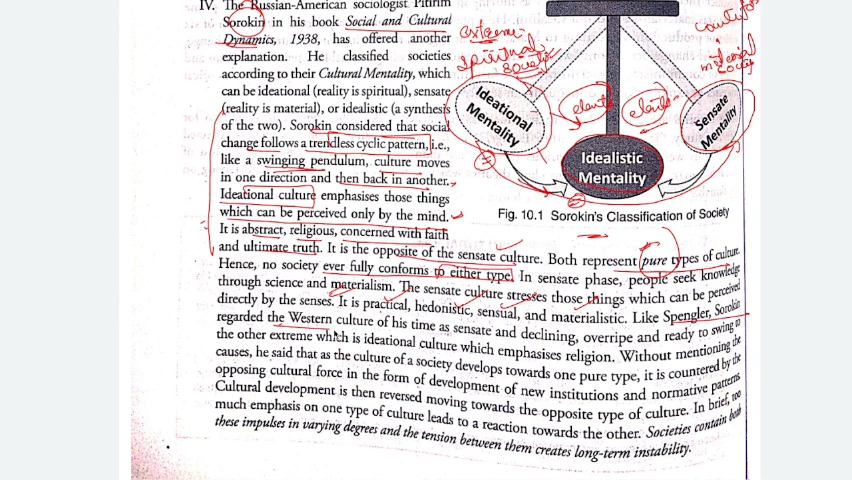 IV. The Russian-American sociologist Pitirim
Sorokin in his book Social and Cultural
Dynamics, 1938, has offered another
explanation. He classified societies
according to their Cultural Mentality, which
can be ideational (reality is spiritual), sensate
(reality is material), or idealistic (a synthesis
of the two). Sorokin considered that social
change follows a trendless cyclic pattern, i.e.,
like a swinging pendulum, culture moves
in one direction and then back in another.
Ideational culture emphasises those things
which can be perceived only by the mind.
It is abstract, religious, concerned with faith
and ultimate truth. It is the opposite of the sensate culture. Both represent pure types of culture.
Hence, no society ever fully conforms to either type. In sensate phase, people seek knowledge
through science and materialism. The sensate culture stresses those things which can be perceived
directly by the senses. It is practical, hedonistic, sensual, and materialistic. Like Spengler, Sorokin
regarded the Western culture of his time as sensate and declining, overripe and ready to swing to
the other extreme which is ideational culture which emphasises religion. Without mentioning the
causes, he said that as the culture of a society develops towards one pure type, it is countered by the
opposing cultural force in the form of development of new institutions and normative patterns
Cultural development is then reversed moving towards the opposite type of culture. In brief, too
much emphasis on one type of culture leads to a reaction towards the other. Societies contain both
these impulses in varying degrees and the tension between them creates long-term instability.
extreme
spiritual
society
material
society
Ideational
Mentality
Sensate
Mentality
Idealistic
Mentality
Fig. 10.1 Sorokin's Classification of Society